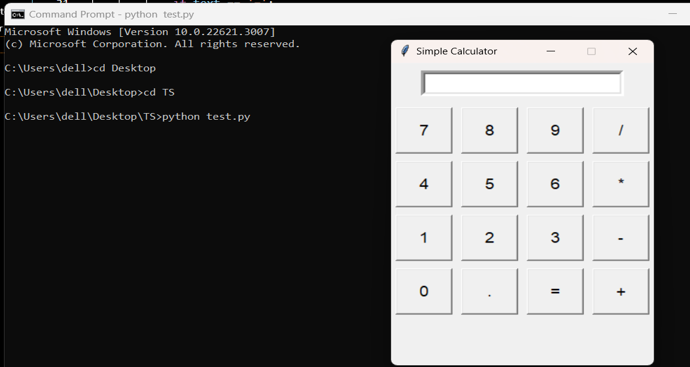 Command Prompt - python test.py
Microsoft Windows [Version 10.0.22621.3007]
(c) Microsoft Corporation. All rights reserved.
C:\Users\dell>cd Desktop
C:\Users\dell\Desktop>cd TS
C:\Users\dell\Desktop\TS>python test.py
Simple Calculator
7 8 9 /
4 5 6 *
1 2 3 -
0 . = +